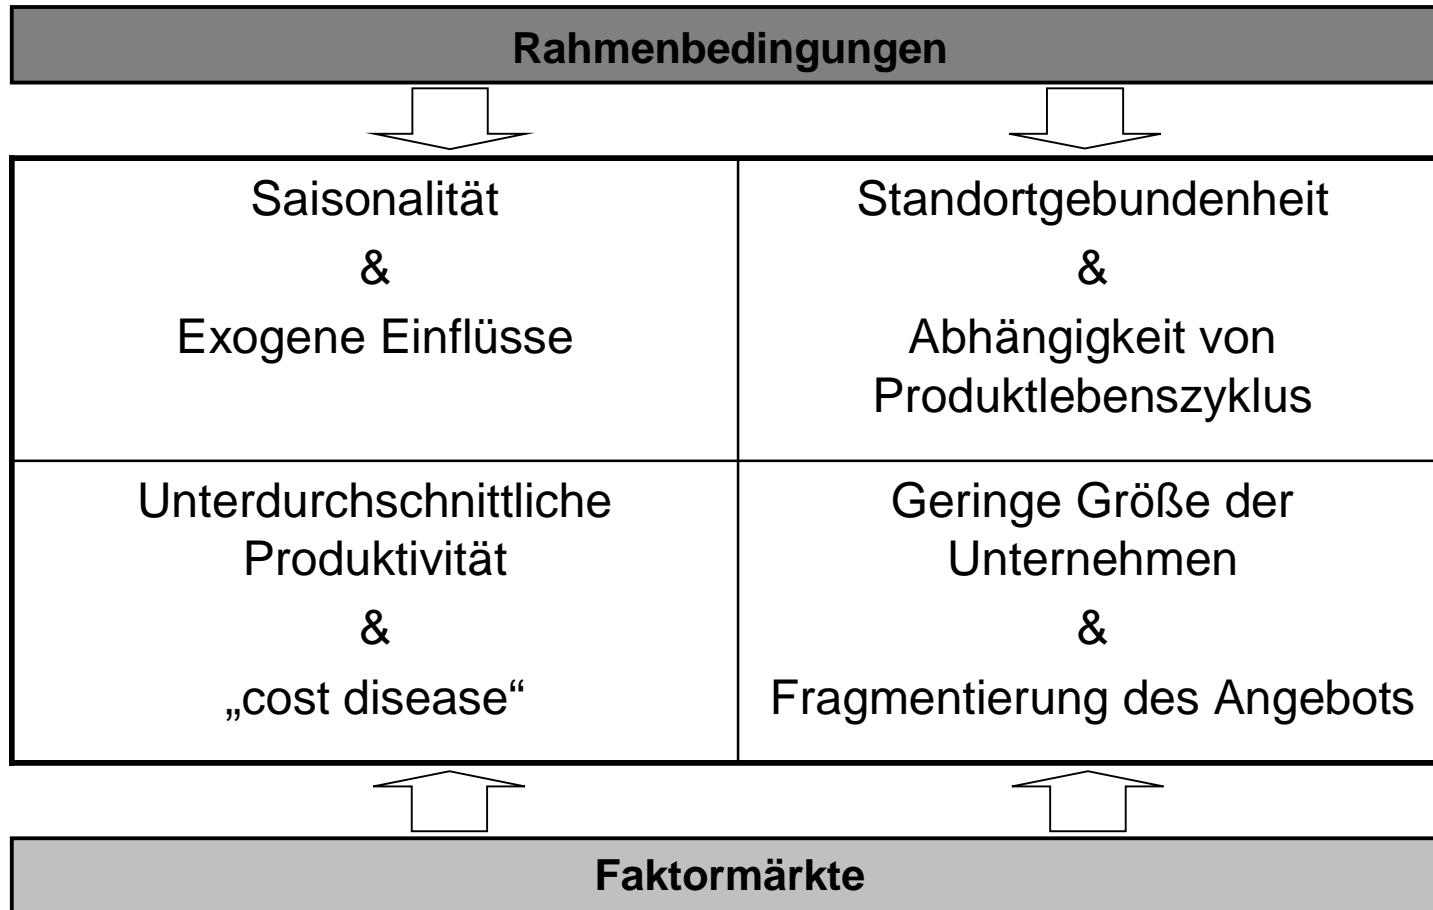 Rahmenbedingungen
Saisonalität
&
Exogene Einflüsse
Standortgebundenheit
&
Abhängigkeit von
Produktlebenszyklus
Unterdurchschnittliche
Produktivität
&
„cost disease“
Geringe Größe der
Unternehmen
&
Fragmentierung des Angebots
Faktormärkte